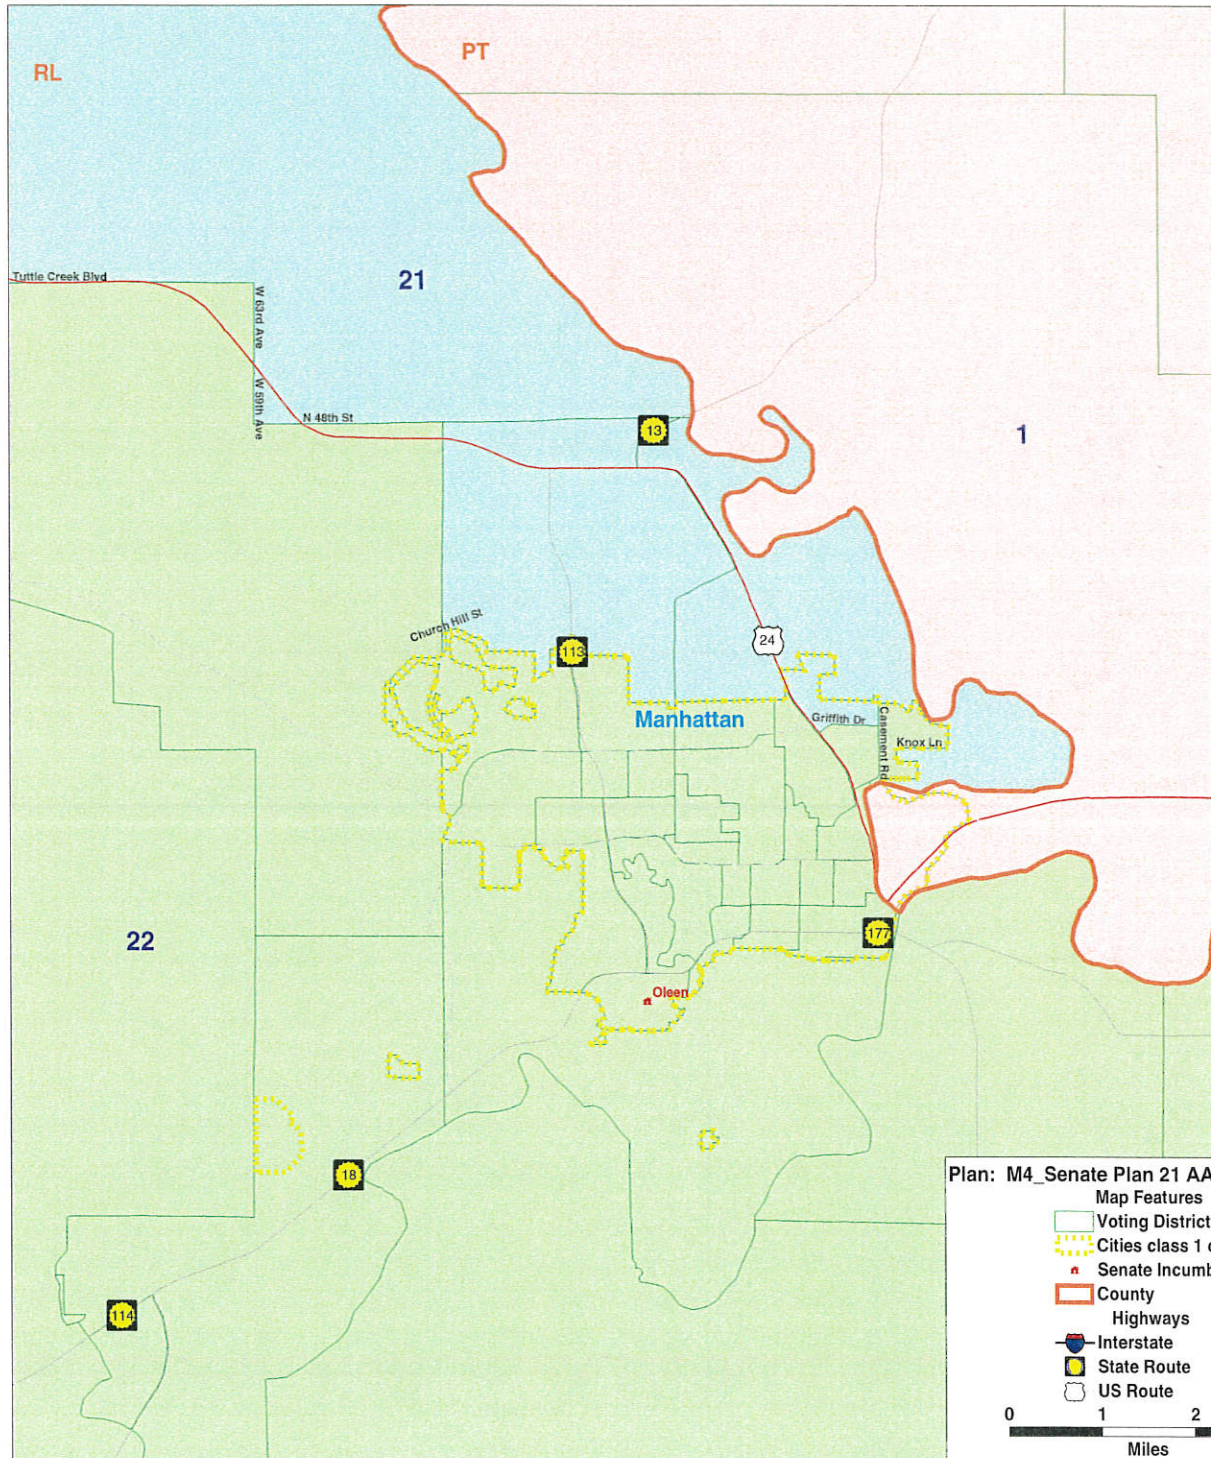 RL
PT
21
Tuttle Creek Blvd
W 63rd Ave
W 59th Ave
N 48th St
13
1
Church Hill St
24
113
Manhattan
Griffith Dr
Casement Rd
Knox Ln
22
177
Oleen
18
114
Plan: M4_Senate Plan 21 AA
Map Features
Voting District
Cities class 1 
Senate Incumb
County
Highways
Interstate
State Route
US Route
0 1 2
Miles